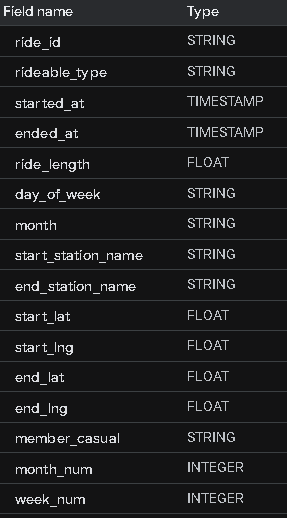 Field name Type
ride_id STRING
rideable_type STRING
started_at TIMESTAMP
ended_at TIMESTAMP
ride_length FLOAT
day_of_week STRING
month STRING
start_station_name STRING
end_station_name STRING
start_lat FLOAT
start_lng FLOAT
end_lat FLOAT
end_lng FLOAT
member_casual STRING
month_num INTEGER
week_num INTEGER